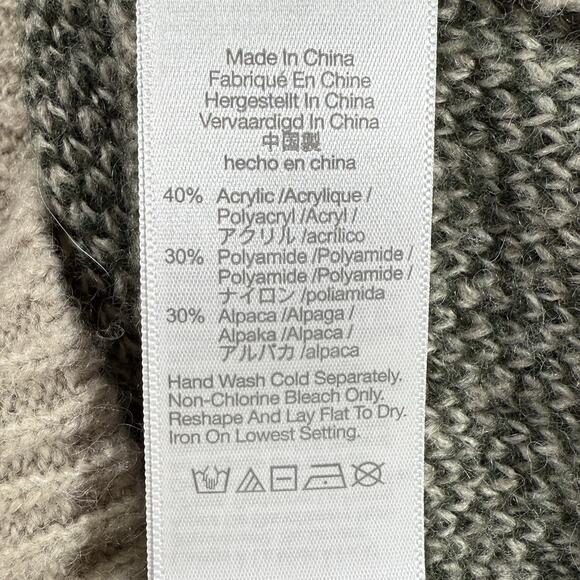 Made In China
Fabriqué En Chine
Hergestellt In China
Vervaardigd In China
中国製
hecho en china
40% Acrylic /Acrylique /
Polyacryl /Acryl /
アクリル /acrílico
30% Polyamide /Polyamide /
Polyamide /Polyamide /
ナイロン /poliamida
30% Alpaca /Alpaga /
Alpaka /Alpaca /
アルパカ /alpaca
Hand Wash Cold Separately.
Non-Chlorine Bleach Only.
Reshape And Lay Flat To Dry.
Iron On Lowest Setting.